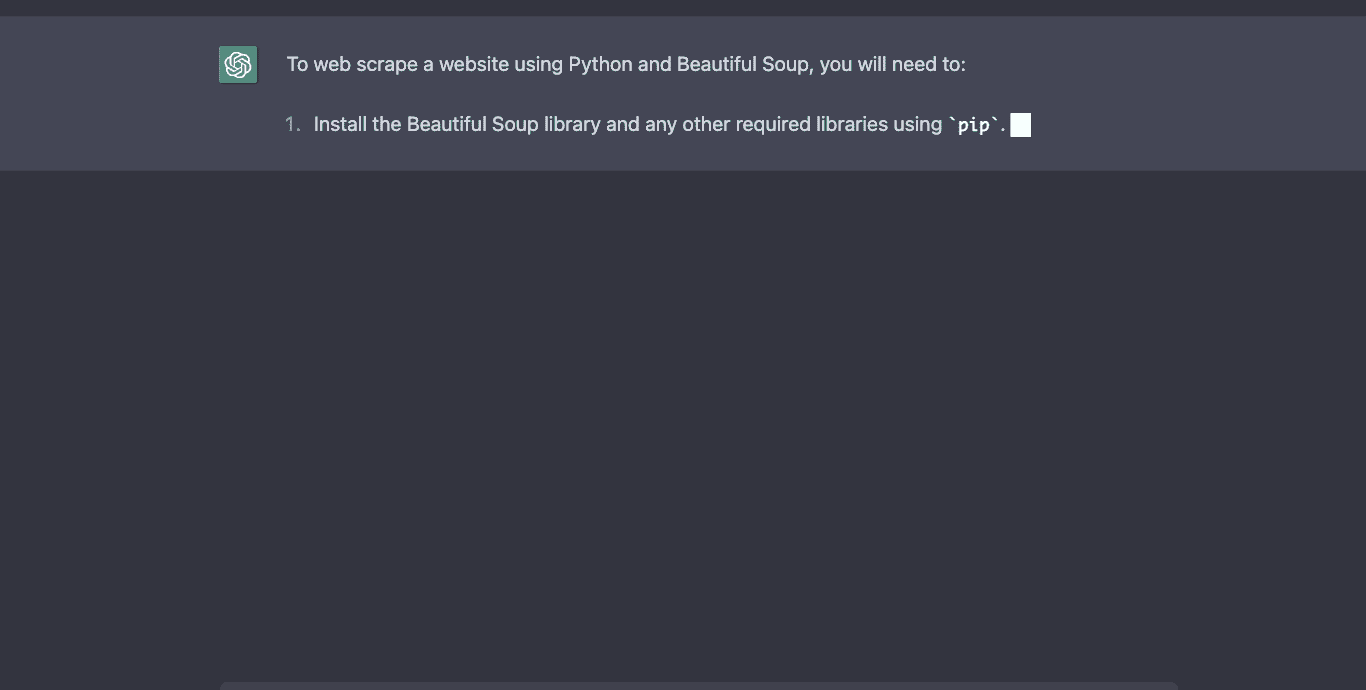 To web scrape a website using Python and Beautiful Soup, you will need to:
1. Install the Beautiful Soup library and any other required libraries using `pip`.